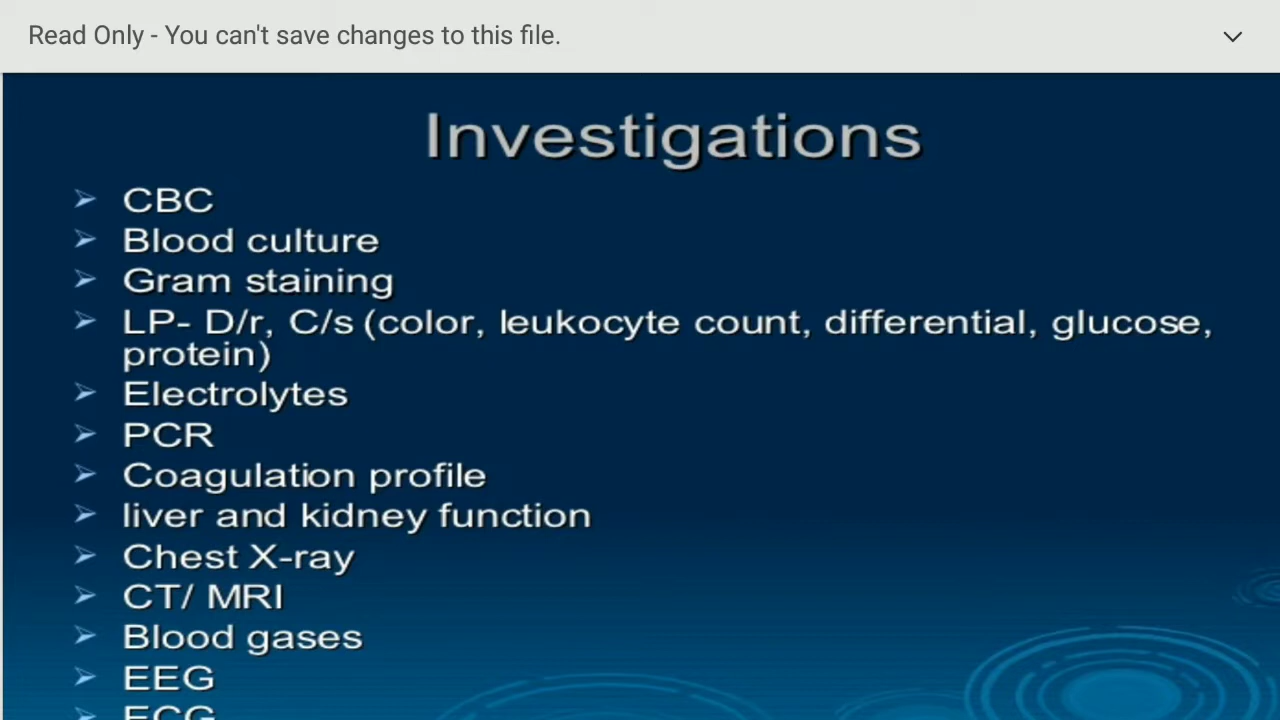 Read Only - You can't save changes to this file.
Investigations
CBC
Blood culture
Gram staining
LP- D/r, C/s (color, leukocyte count, differential, glucose,
protein)
Electrolytes
PCR
Coagulation profile
liver and kidney function
Chest X-ray
CT/ MRI
Blood gases
EEG
ECG